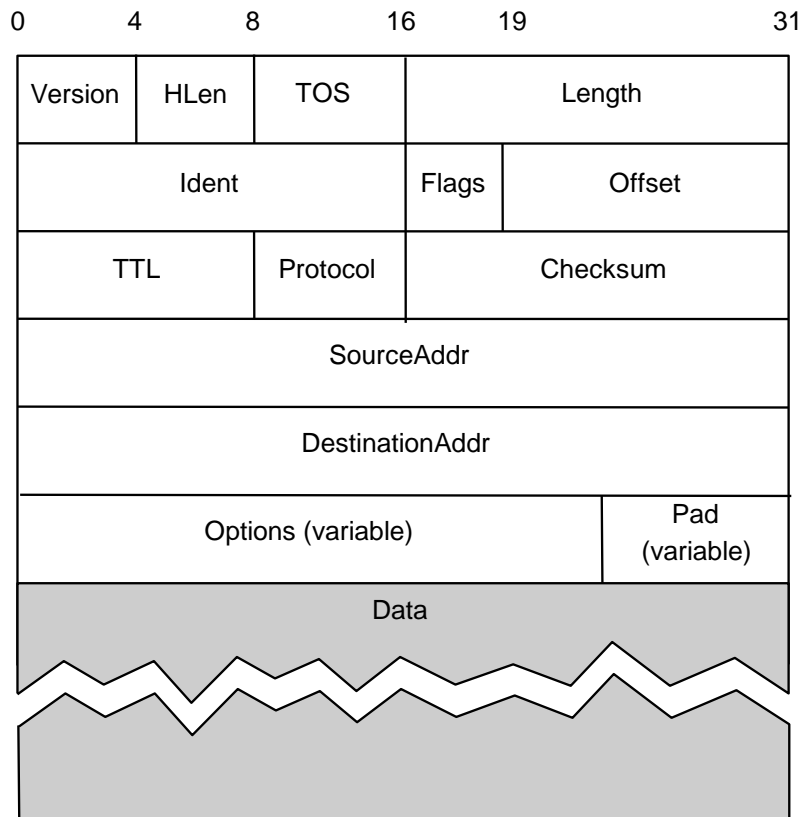 0 4 8 16 19 31
Version HLen TOS Length
Ident Flags Offset
TTL Protocol Checksum
SourceAddr
DestinationAddr
Options (variable) Pad
(variable)
Data